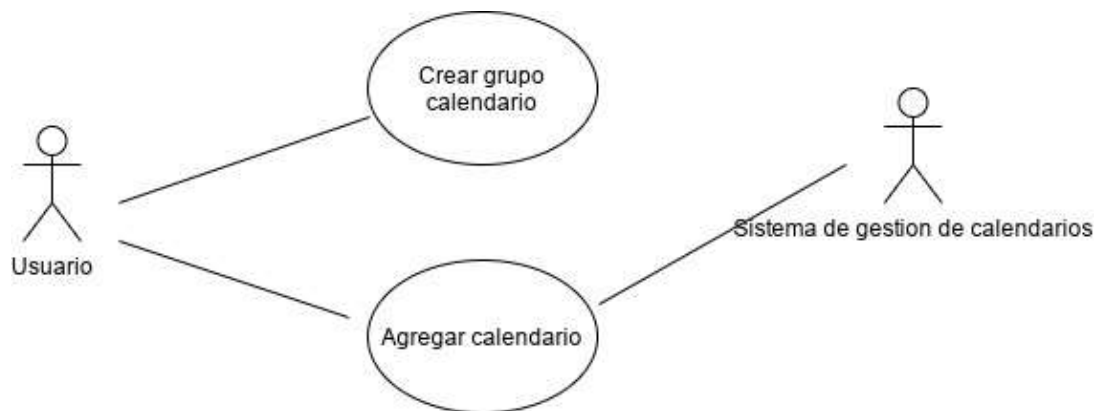 Crear grupo
calendario
Sistema de gestion de calendarios
Usuario
Agregar calendario